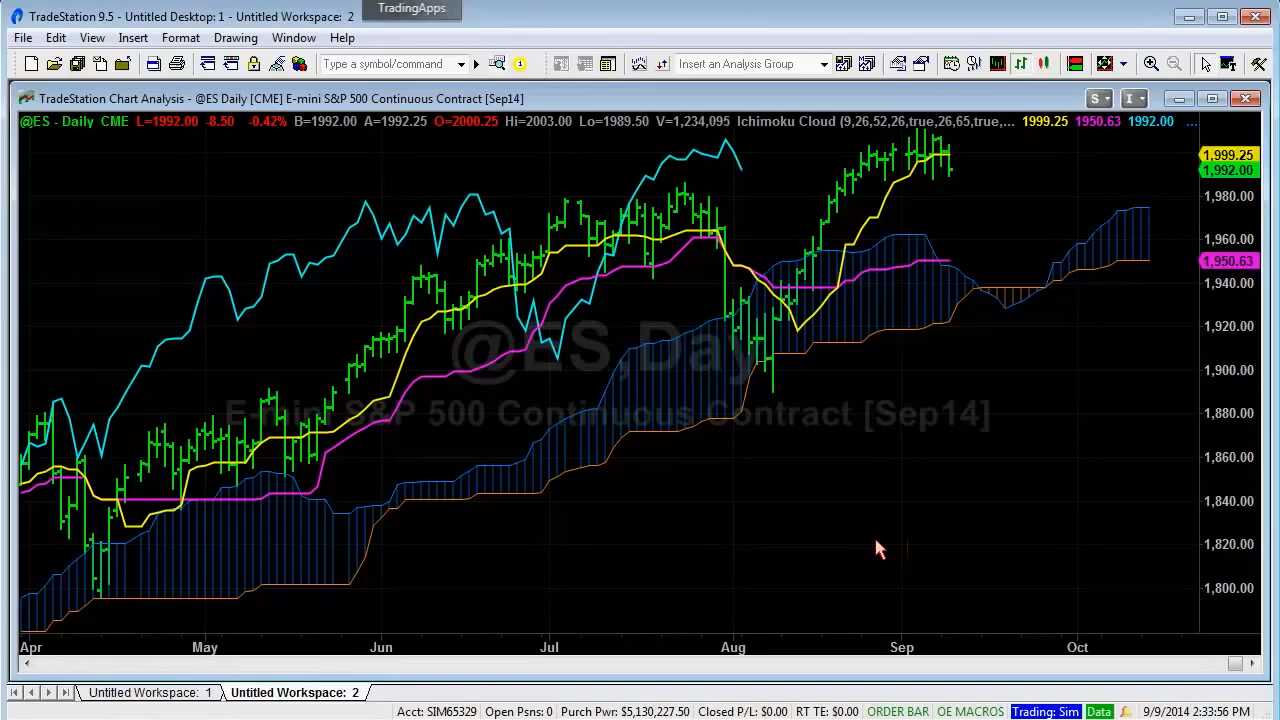 TradingApps
TradeStation 9.5 - Untitled Desktop: 1 - Untitled Workspace: 2
File Edit View Insert Format Drawing Window Help
Type a symbol/command Insert an Analysis Group
TradeStation Chart Analysis - @ES Daily [CME] E-mini S&P 500 Continuous Contract [Sep14] S I
@ES - Daily CME L=1992.00 -8.50 -0.42% B=1992.00 A=1992.25 O=2000.25 Hi=2003.00 Lo=1989.50 V=1,234,095 Ichimoku Cloud (9,26,52,26,true,26,65,true,... 1999.25 1950.63 1992.00 ...
1,999.25
1,992.00
1,980.00
1,960.00
1,950.63
1,940.00
1,920.00
@ES,Day
1,900.00
1,880.00
E-mini S&P 500 Continuous Contract [Sep14]
1,860.00
1,840.00
1,820.00
1,800.00
Apr May Jun Jul Aug Sep Oct
Untitled Workspace: 1 Untitled Workspace: 2
Acct: SIM65329 Open Psns: 0 Purch Pwr: $5,130,227.50 Closed P/L: $0.00 RT TE: $0.00 ORDER BAR OE MACROS Trading: Sim Data 9/9/2014 2:33:56 PM